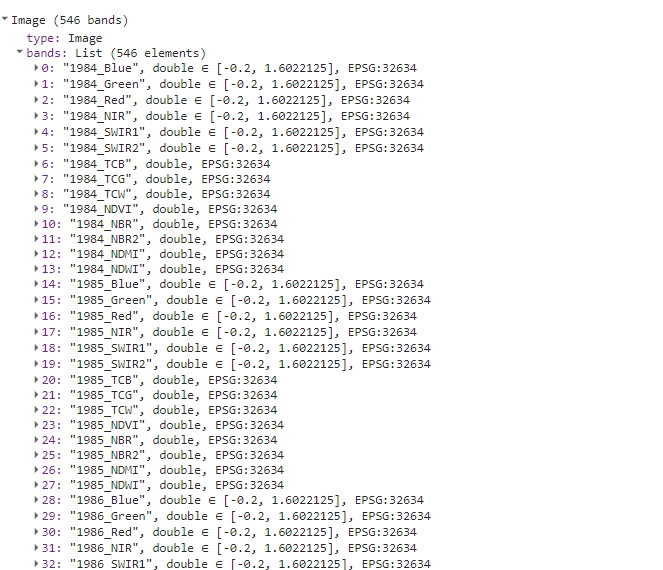 Image (546 bands)
type: Image
bands: List (546 elements)
0: "1984_Blue", double ∈ [-0.2, 1.6022125], EPSG:32634
1: "1984_Green", double ∈ [-0.2, 1.6022125], EPSG:32634
2: "1984_Red", double ∈ [-0.2, 1.6022125], EPSG:32634
3: "1984_NIR", double ∈ [-0.2, 1.6022125], EPSG:32634
4: "1984_SWIR1", double ∈ [-0.2, 1.6022125], EPSG:32634
5: "1984_SWIR2", double ∈ [-0.2, 1.6022125], EPSG:32634
6: "1984_TCB", double, EPSG:32634
7: "1984_TCG", double, EPSG:32634
8: "1984_TCW", double, EPSG:32634
9: "1984_NDVI", double, EPSG:32634
10: "1984_NBR", double, EPSG:32634
11: "1984_NBR2", double, EPSG:32634
12: "1984_NDMI", double, EPSG:32634
13: "1984_NDWI", double, EPSG:32634
14: "1985_Blue", double ∈ [-0.2, 1.6022125], EPSG:32634
15: "1985_Green", double ∈ [-0.2, 1.6022125], EPSG:32634
16: "1985_Red", double ∈ [-0.2, 1.6022125], EPSG:32634
17: "1985_NIR", double ∈ [-0.2, 1.6022125], EPSG:32634
18: "1985_SWIR1", double ∈ [-0.2, 1.6022125], EPSG:32634
19: "1985_SWIR2", double ∈ [-0.2, 1.6022125], EPSG:32634
20: "1985_TCB", double, EPSG:32634
21: "1985_TCG", double, EPSG:32634
22: "1985_TCW", double, EPSG:32634
23: "1985_NDVI", double, EPSG:32634
24: "1985_NBR", double, EPSG:32634
25: "1985_NBR2", double, EPSG:32634
26: "1985_NDMI", double, EPSG:32634
27: "1985_NDWI", double, EPSG:32634
28: "1986_Blue", double ∈ [-0.2, 1.6022125], EPSG:32634
29: "1986_Green", double ∈ [-0.2, 1.6022125], EPSG:32634
30: "1986_Red", double ∈ [-0.2, 1.6022125], EPSG:32634
31: "1986_NIR", double ∈ [-0.2, 1.6022125], EPSG:32634
32: "1986_SWIR1", double ∈ [-0.2, 1.6022125], EPSG:32634